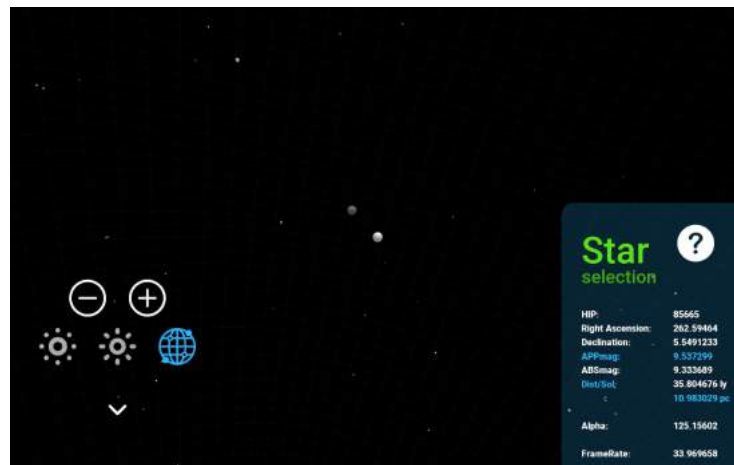 Star
?
selection
HIP: 85665
Right Ascension: 262.59464
Declination: 5.5491233
APPmag: 9.537299
ABSmag: 9.333689
Dist/Sol: 35.804676 ly
10.983029 pc
Alpha: 125.15602
FrameRate: 33.969658